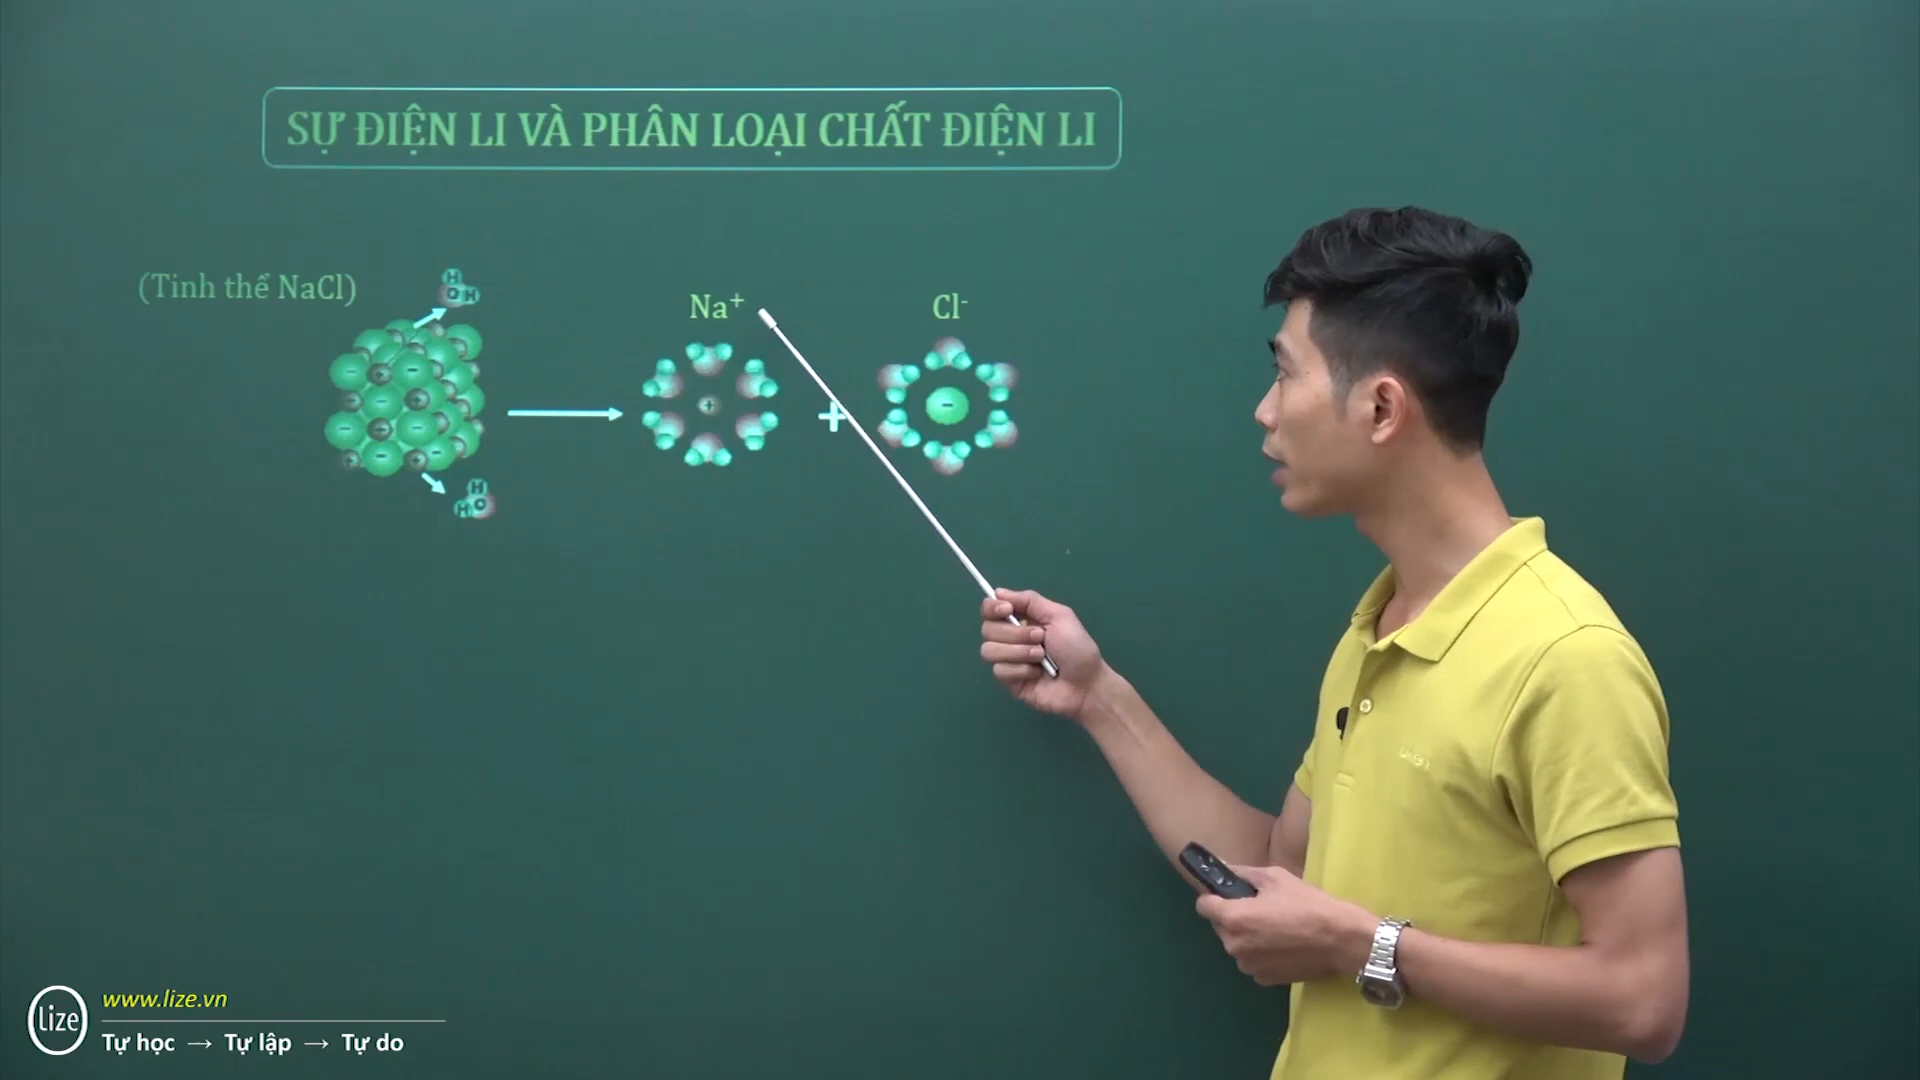 SỰ ĐIỆN LI VÀ PHÂN LOẠI CHẤT ĐIỆN LI
(Tinh thể NaCl)
H
O H
Na⁺
Cl⁻
-
+
-
+
-
+
-
+
-
+
-
+
+
+
-
H
H O
lize
www.lize.vn
Tự học → Tự lập → Tự do